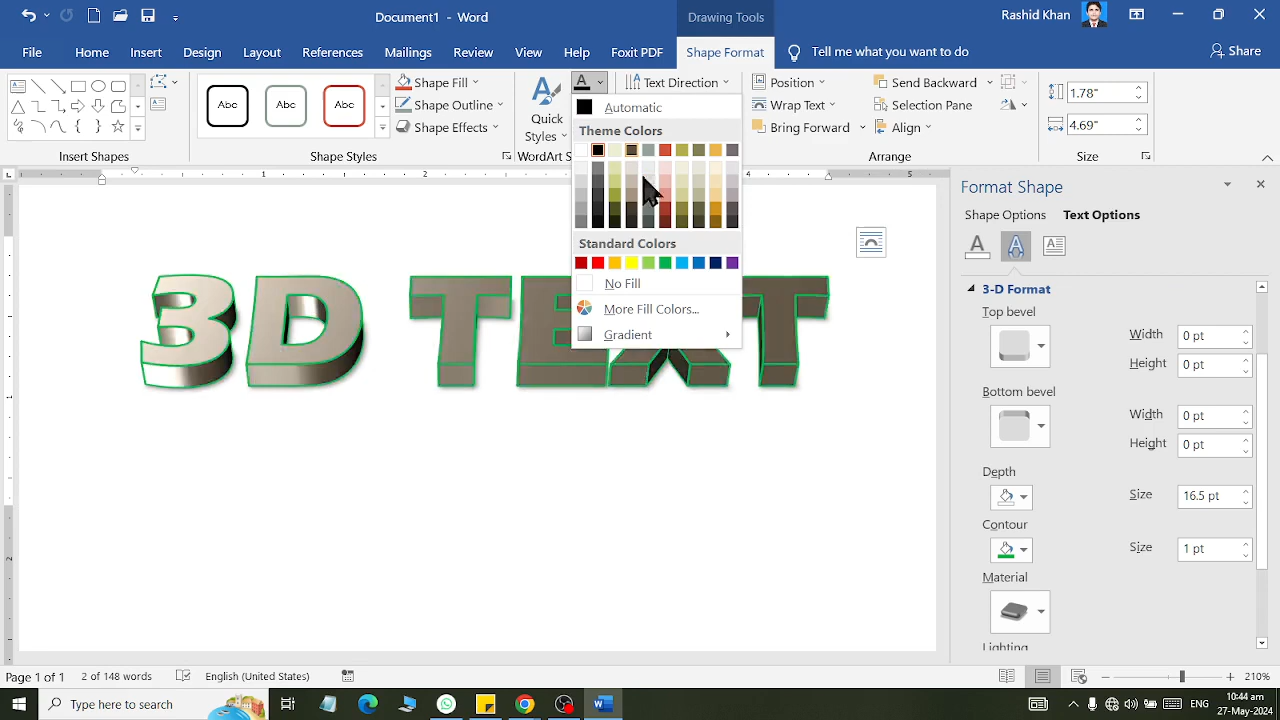 Document1 - Word
Drawing Tools
Rashid Khan
File
Home
Insert
Design
Layout
References
Mailings
Review
View
Help
Foxit PDF
Shape Format
Tell me what you want to do
Share
Abc
Abc
Abc
Shape Fill
Shape Outline
Shape Effects
Quick
Styles
A
Text Direction
Position
Wrap Text
Bring Forward
Send Backward
Selection Pane
Align
1.78"
4.69"
Insert Shapes
Shape Styles
WordArt S
Arrange
Size
Automatic
Theme Colors
Standard Colors
No Fill
More Fill Colors...
Gradient
1
2
4
5
3D TEXT
Format Shape
Shape Options
Text Options
3-D Format
Top bevel
Width
0 pt
Height
0 pt
Bottom bevel
Width
0 pt
Height
0 pt
Depth
Size
16.5 pt
Contour
Size
1 pt
Material
Lighting
Page 1 of 1
2 of 148 words
English (United States)
210%
Type here to search
ENG
10:44 am
27-May-2024